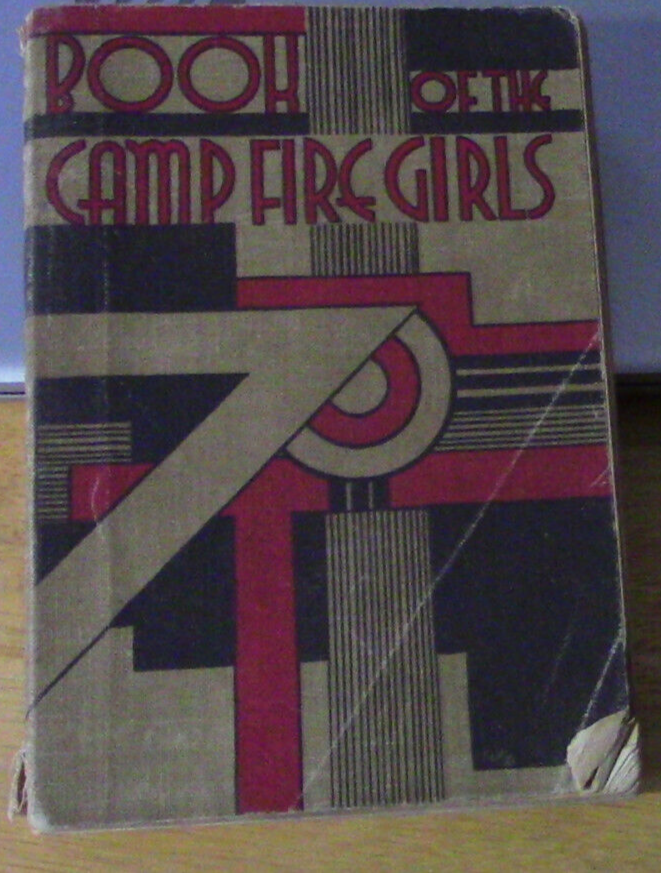 BOOK OF THE
CAMP FIRE GIRLS